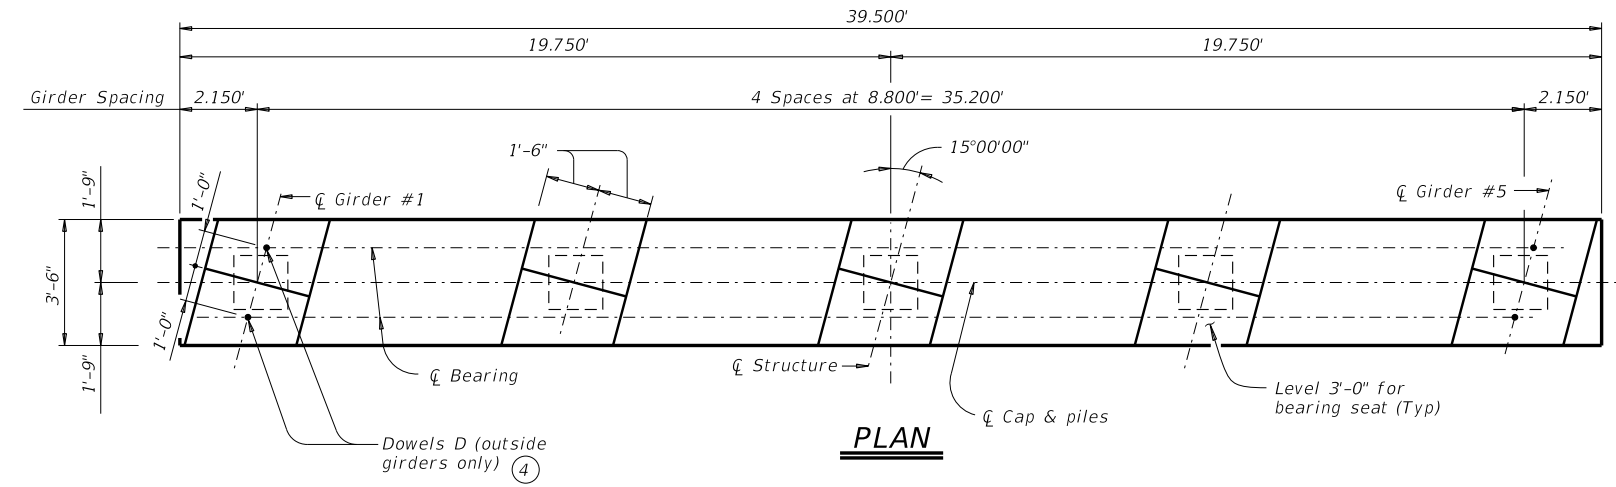 39.500'
19.750'
19.750'
Girder Spacing
2.150'
4 Spaces at 8.800'= 35.200'
2.150'
1'-6"
15°00'00"
1'-9"
1'-0"
℄ Girder #1
℄ Girder #5
3'-6"
1'-0"
1'-9"
℄ Bearing
℄ Structure
Level 3'-0" for
bearing seat (Typ)
℄ Cap & piles
PLAN
Dowels D (outside
girders only) 4